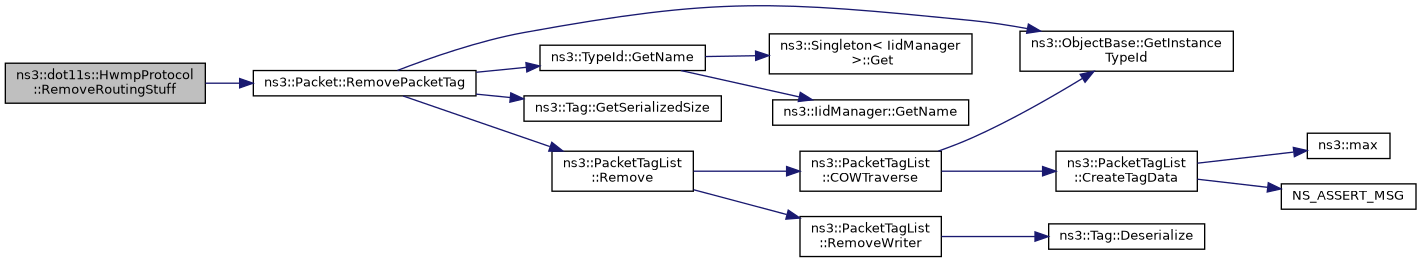 ns3::dot11s::HwmpProtocol
::RemoveRoutingStuff
ns3::Packet::RemovePacketTag
ns3::TypeId::GetName
ns3::Tag::GetSerializedSize
ns3::PacketTagList
::Remove
ns3::Singleton< IidManager
>::Get
ns3::IidManager::GetName
ns3::PacketTagList
::COWTraverse
ns3::PacketTagList
::RemoveWriter
ns3::ObjectBase::GetInstance
TypeId
ns3::PacketTagList
::CreateTagData
ns3::Tag::Deserialize
ns3::max
NS_ASSERT_MSG